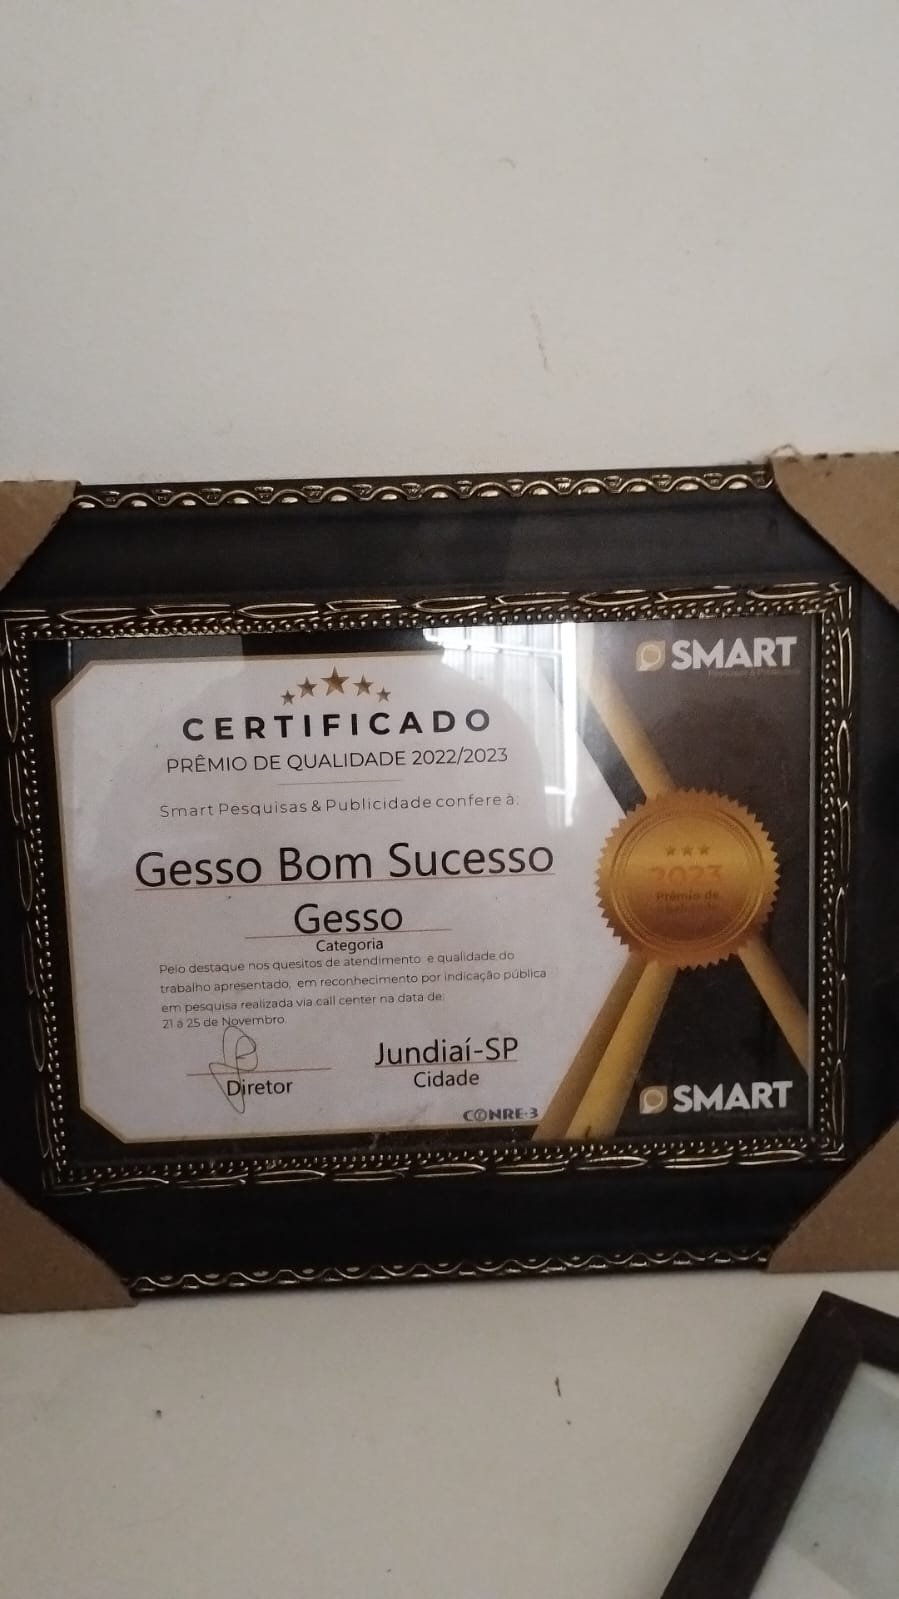 SMART
CERTIFICADO
PRÊMIO DE QUALIDADE 2022/2023
Smart Pesquisas & Publicidade confere à:
Gesso Bom Sucesso
Gesso
Categoria
Pelo destaque nos quesitos de atendimento e qualidade do
trabalho apresentado, em reconhecimento por indicação pública
em pesquisa realizada via call center na data de:
21 á 25 de Novembro.
Diretor
Jundiaí-SP
Cidade
CONRE-3
2023
Prêmio de
SMART